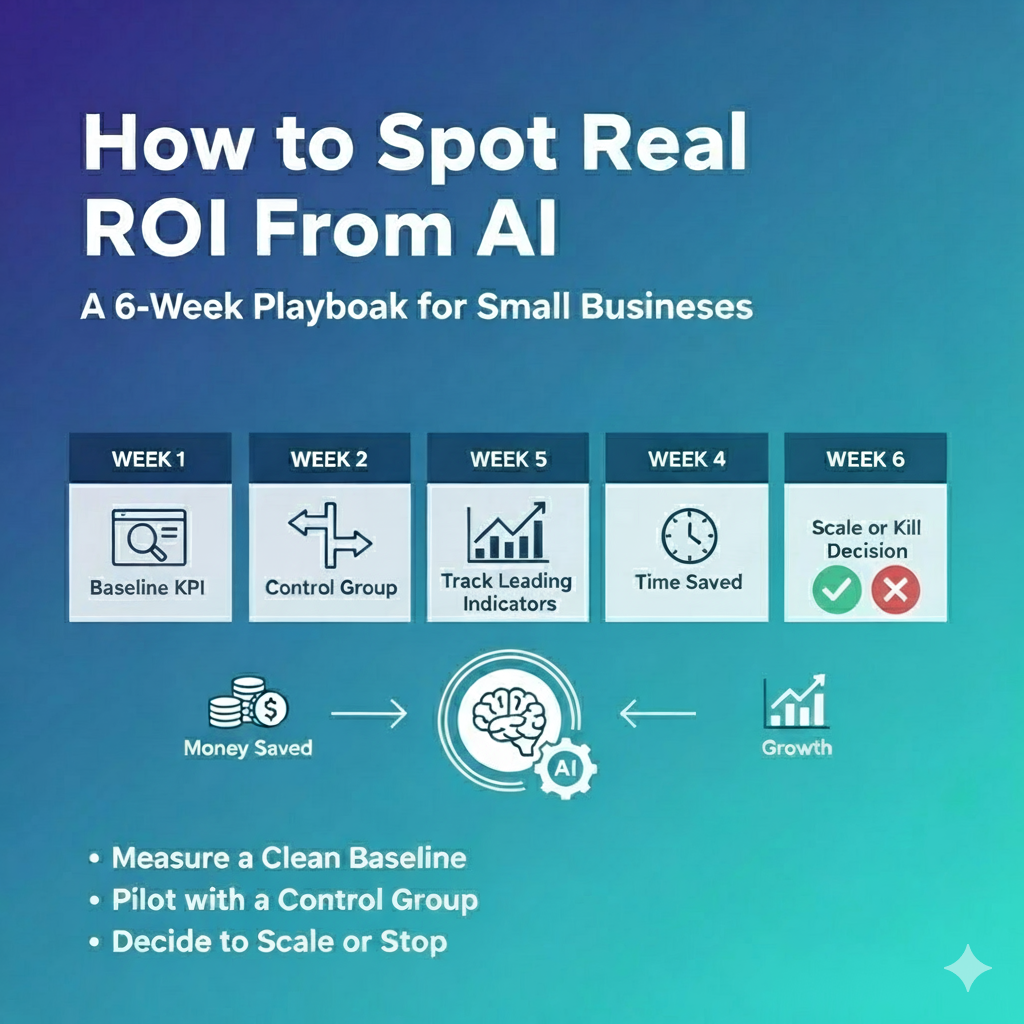 How to Spot Real
ROI From AI
A 6-Week Playboak for Small Busineses
WEEK 1
Baseline KPI
WEEK 2
Control Group
WEEK 5
Track Leading
Indicators
WEEK 4
Time Saved
WEEK 6
Scale or Kill
Decision
$
Money Saved
AI
Growth
• Measure a Clean Baseline
• Pilot with a Control Group
• Decide to Scale or Stop